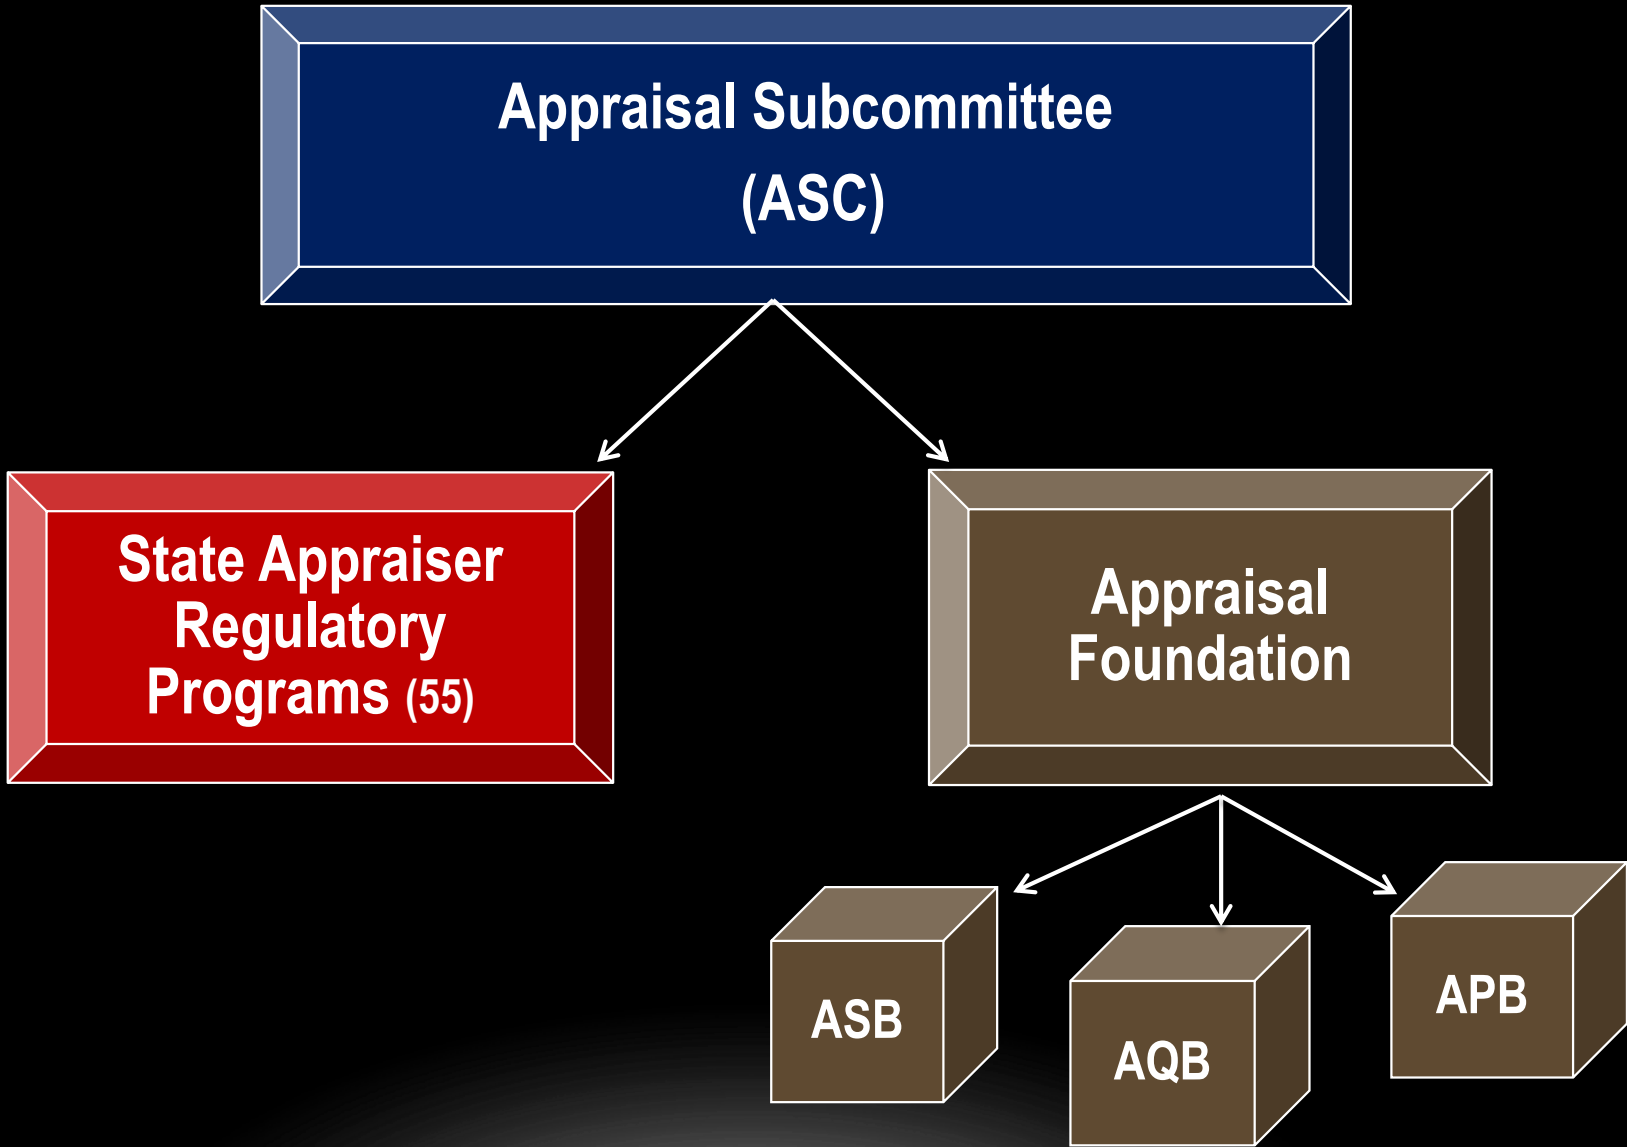 Appraisal Subcommittee
(ASC)
State Appraiser
Regulatory
Programs (55)
Appraisal
Foundation
ASB
AQB
APB